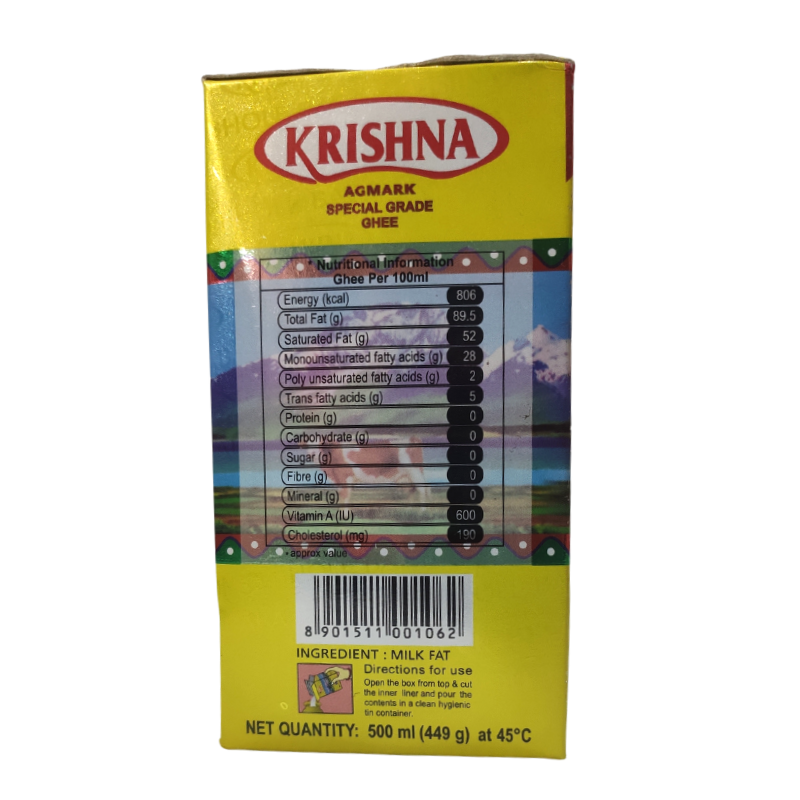 KRISHNA
AGMARK
SPECIAL GRADE
GHEE
* Nutritional Information
Ghee Per 100ml
Energy (kcal) 806
Total Fat (g) 89.5
Saturated Fat (g) 52
Monounsaturated fatty acids (g) 28
Poly unsaturated fatty acids (g) 2
Trans fatty acids (g) 5
Protein (g) 0
Carbohydrate (g) 0
Sugar (g) 0
Fibre (g) 0
Mineral (g) 0
Vitamin A (IU) 600
Cholesterol (mg) 190
* approx value
8 901511 001062
INGREDIENT : MILK FAT
Directions for use
Open the box from top & cut
the inner liner and pour the
contents in a clean hygienic
tin container.
NET QUANTITY: 500 ml (449 g) at 45°C